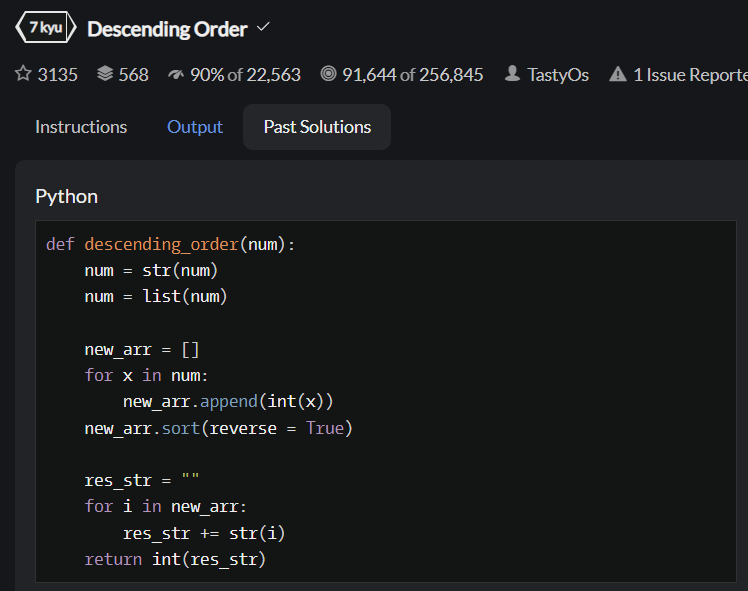 7 kyu Descending Order
3135 568 90% of 22,563 91,644 of 256,845 TastyOs 1 Issue Reporte
Instructions Output Past Solutions
Python
def descending_order(num):
    num = str(num)
    num = list(num)

    new_arr = []
    for x in num:
        new_arr.append(int(x))
    new_arr.sort(reverse = True)

    res_str = ""
    for i in new_arr:
        res_str += str(i)
    return int(res_str)